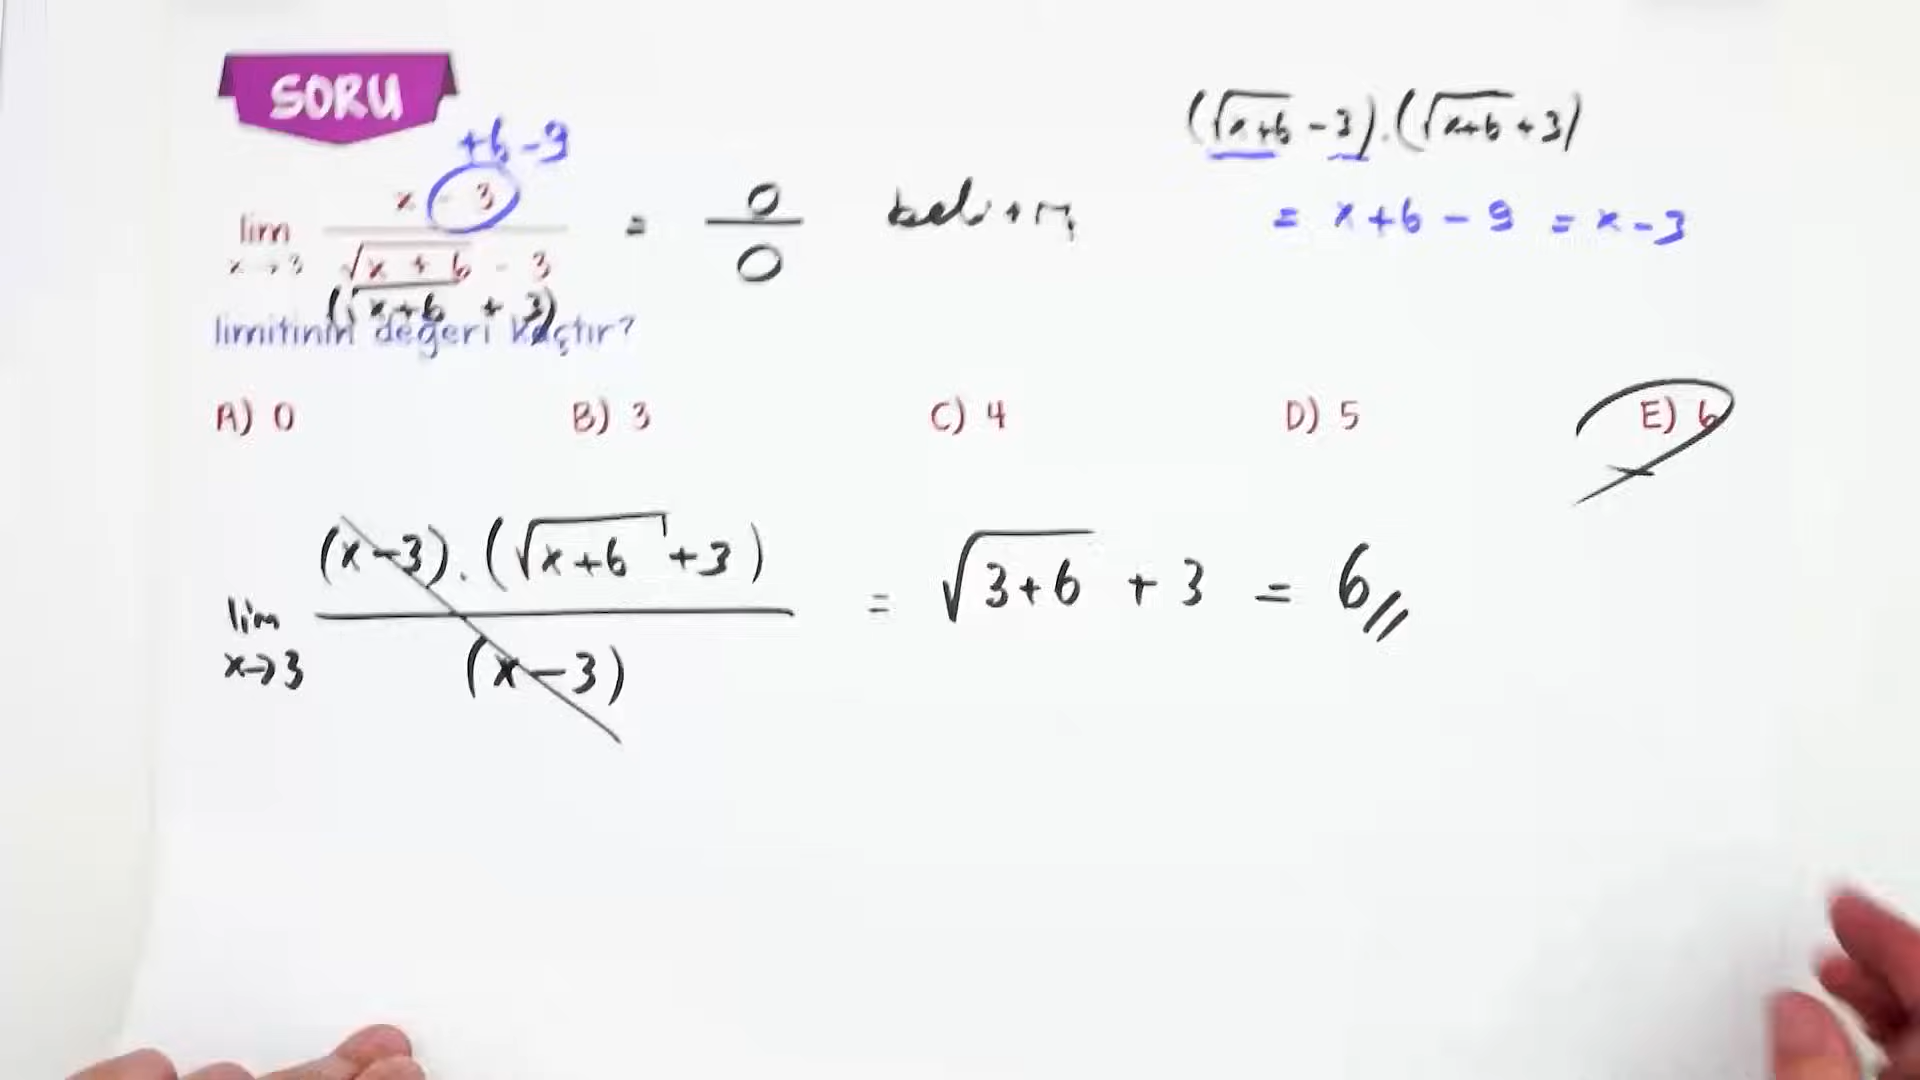 SORU
+6-9
lim x→3 x - 3 / √x + 6 - 3 = 0/0
(√x+6 + 3)
limitinin değeri kaçtır?
(√x+6 - 3).(√x+6 + 3)
= x+6-9 = x-3
A) 0 B) 3 C) 4 D) 5 E) 6
lim x→3 (x-3).(√x+6 +3) / (x-3) = √3+6 + 3 = 6